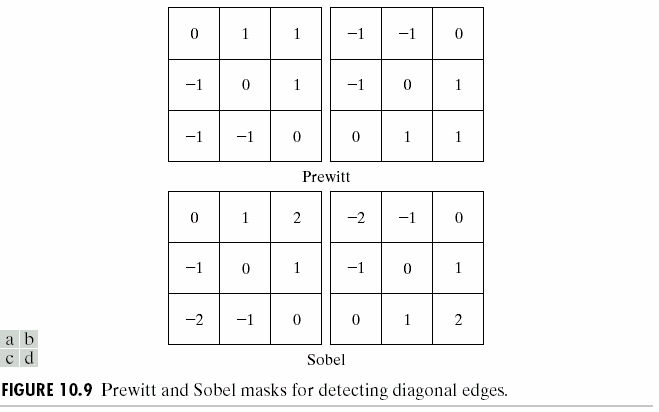 0 1 1 −1 −1 0
−1 0 1 −1 0 1
−1 −1 0 0 1 1
Prewitt
0 1 2 −2 −1 0
−1 0 1 −1 0 1
−2 −1 0 0 1 2
Sobel
a b
c d
FIGURE 10.9 Prewitt and Sobel masks for detecting diagonal edges.